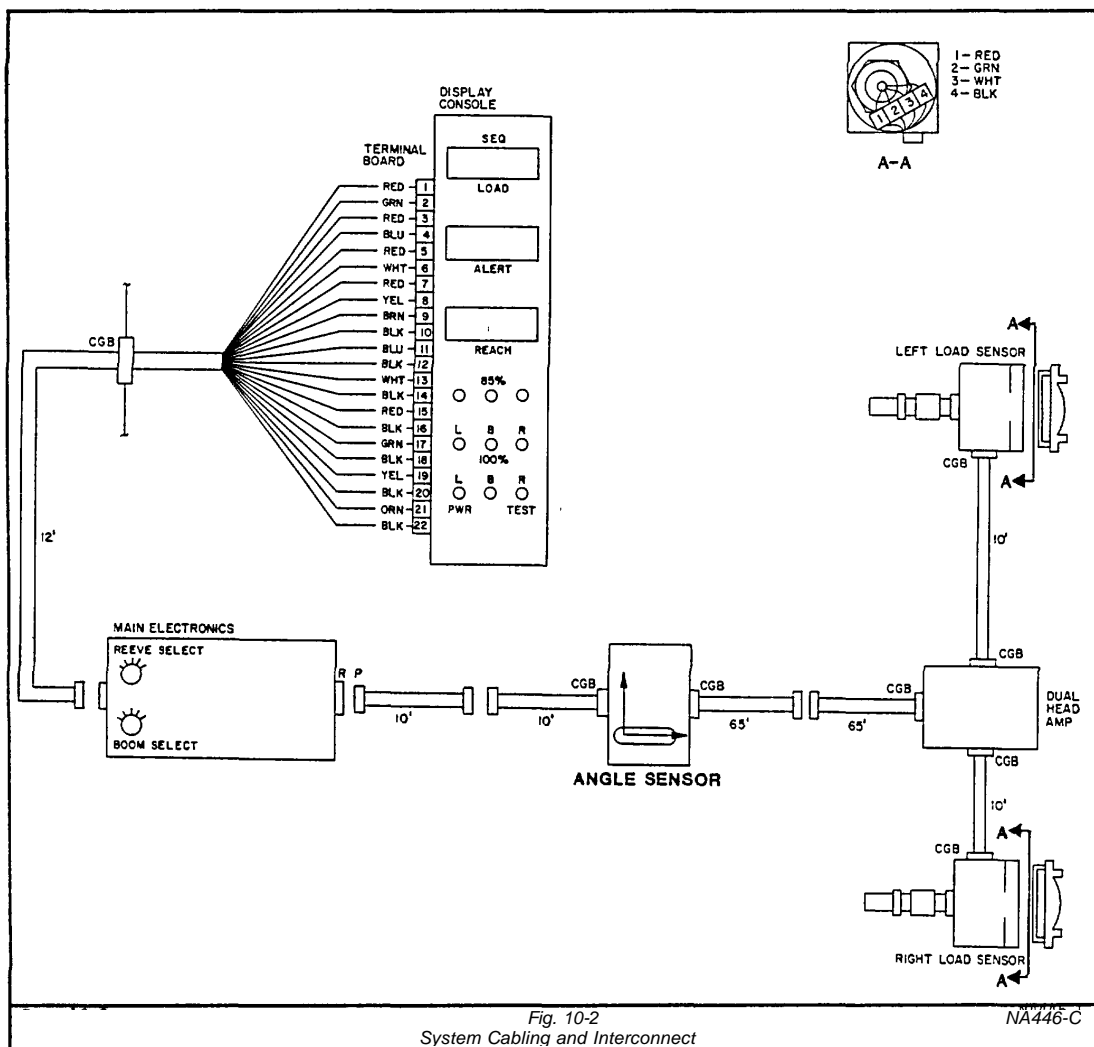 1 – RED
2 – GRN
3 – WHT
4 – BLK
1 2 3 4
A-A
DISPLAY
CONSOLE
TERMINAL
BOARD
SEQ
LOAD
ALERT
REACH
85%
L B R
100%
L B R
PWR TEST
RED 1
GRN 2
RED 3
BLU 4
RED 5
WHT 6
RED 7
YEL 8
BRN 9
BLK 10
BLU 11
BLK 12
WHT 13
BLK 14
RED 15
BLK 16
GRN 17
BLK 18
YEL 19
BLK 20
ORN 21
BLK 22
CGB
12'
LEFT LOAD SENSOR
A
A
CGB
10'
MAIN ELECTRONICS
REEVE SELECT
BOOM SELECT
R P
10'
10'
CGB
CGB
ANGLE SENSOR
65'
65'
CGB
CGB
DUAL
HEAD
AMP
CGB
10'
A
CGB
RIGHT LOAD SENSOR
A
Fig. 10-2
System Cabling and Interconnect
NA446-C